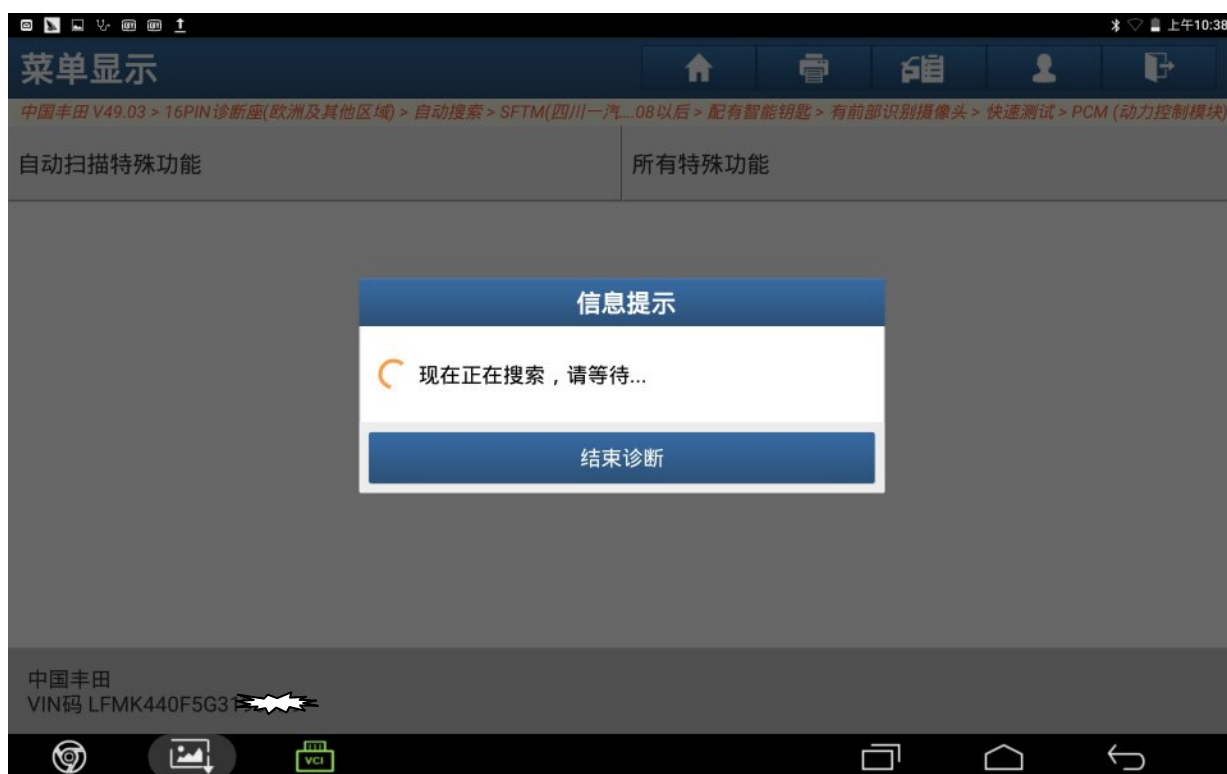 上午10:38
菜单显示
中国丰田 V49.03 > 16PIN诊断座(欧洲及其他区域) > 自动搜索 > SFTM(四川一汽....08以后 > 配有智能钥匙 > 有前部识别摄像头 > 快速测试 > PCM (动力控制模块)
自动扫描特殊功能
所有特殊功能
信息提示
现在正在搜索，请等待...
结束诊断
中国丰田
VIN码 LFMK440F5G31
VCI